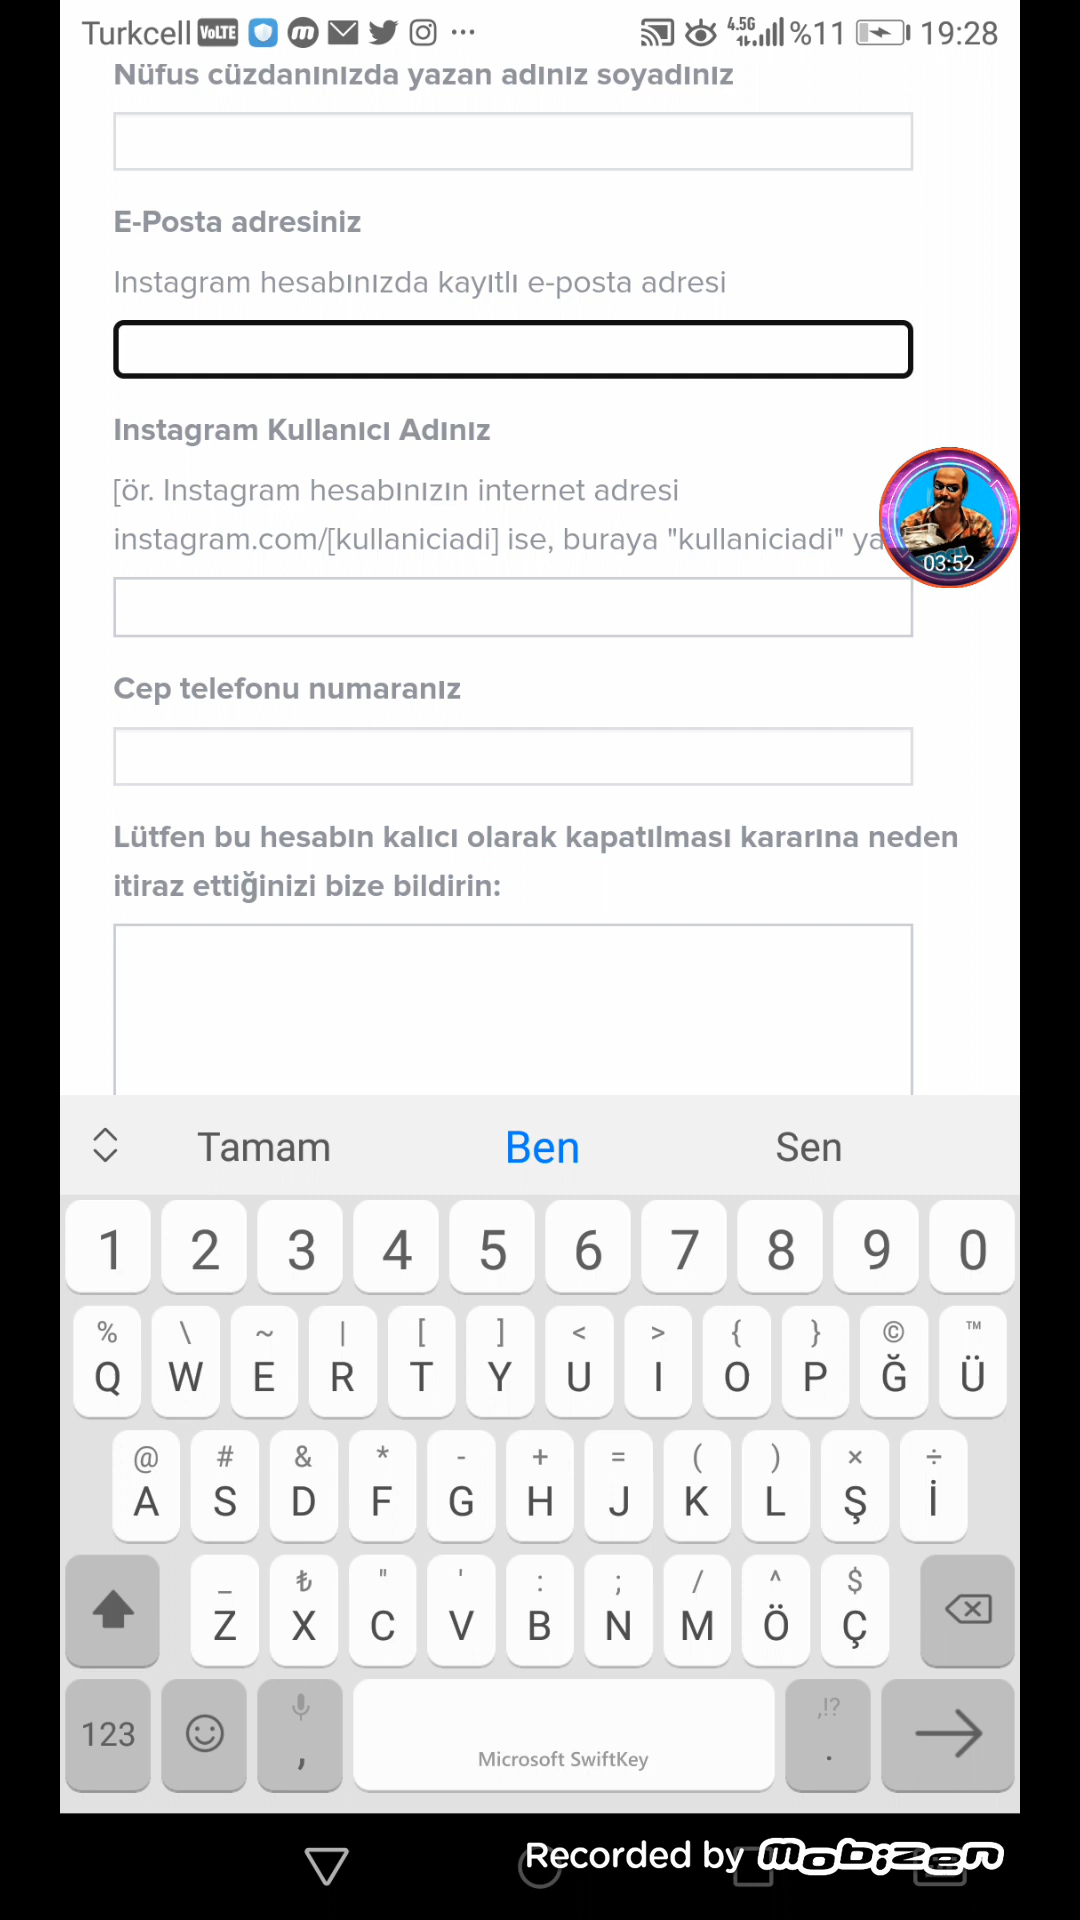 Turkcell VoLTE m ... 4.5G %11 19:28
Nüfus cüzdanınızda yazan adınız soyadınız
E-Posta adresiniz
Instagram hesabınızda kayıtlı e-posta adresi
Instagram Kullanıcı Adınız
[ör. Instagram hesabınızın internet adresi
instagram.com/[kullaniciadi] ise, buraya "kullaniciadi" ya
03:52
Cep telefonu numaranız
Lütfen bu hesabın kalıcı olarak kapatılması kararına neden
itiraz ettiğinizi bize bildirin:
Tamam Ben Sen
1 2 3 4 5 6 7 8 9 0
% \ ~ | [ ] < > { } © ™
Q W E R T Y U I O P Ğ Ü
@ # & * - + = ( ) × ÷
A S D F G H J K L Ş İ
_ ₺ " ' : ; / ^ $
Z X C V B N M Ö Ç
123 , Microsoft SwiftKey ,!? .
Recorded by mobizen